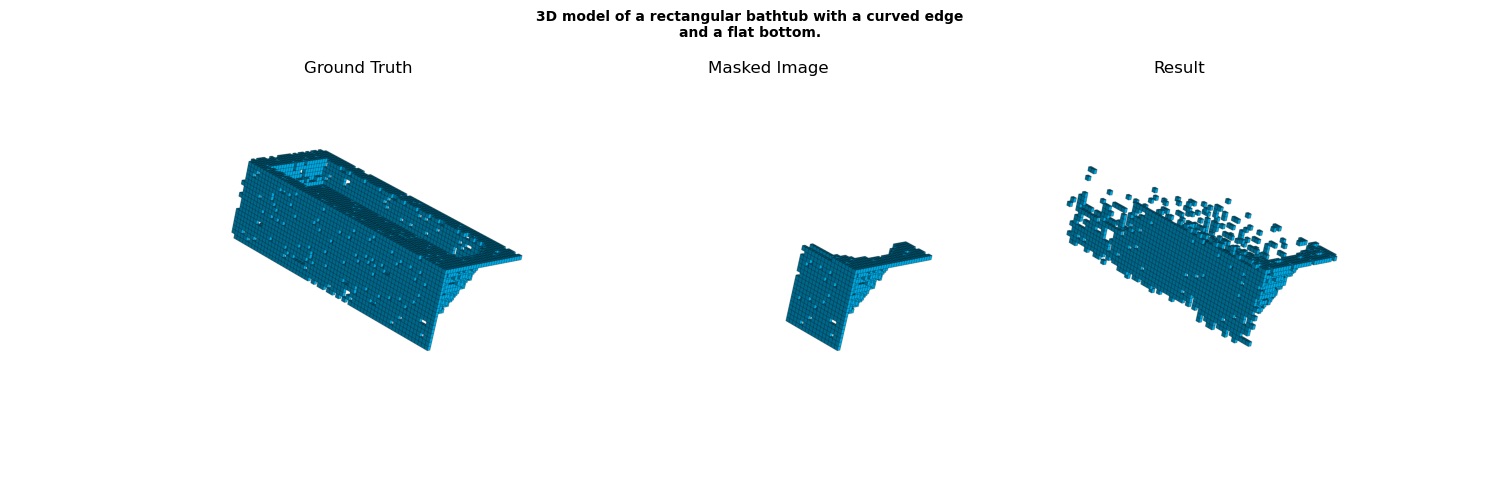 3D model of a rectangular bathtub with a curved edge
and a flat bottom.
Ground Truth
Masked Image
Result